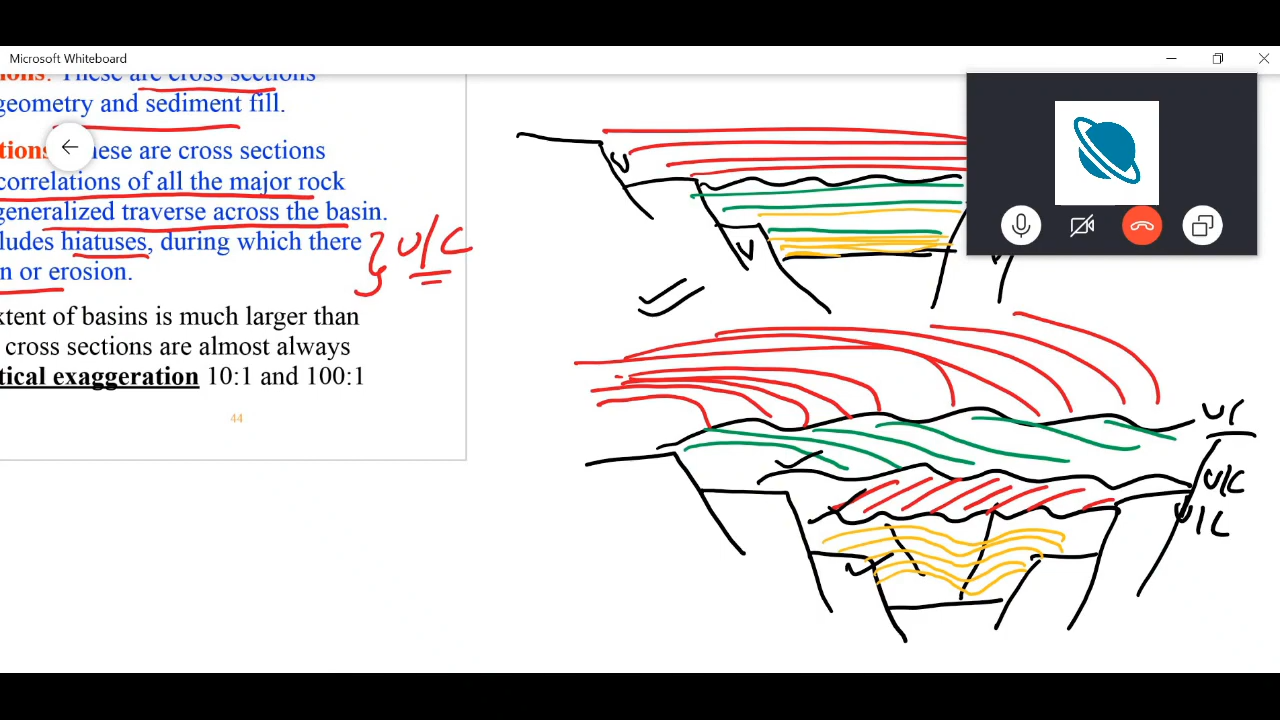 Microsoft Whiteboard
ions: These are cross sections
geometry and sediment fill.
tions: These are cross sections
correlations of all the major rock
generalized traverse across the basin.
ludes hiatuses, during which there
n or erosion.
U/C
xtent of basins is much larger than
cross sections are almost always
tical exaggeration 10:1 and 100:1
44
U/C
U/C
U/C